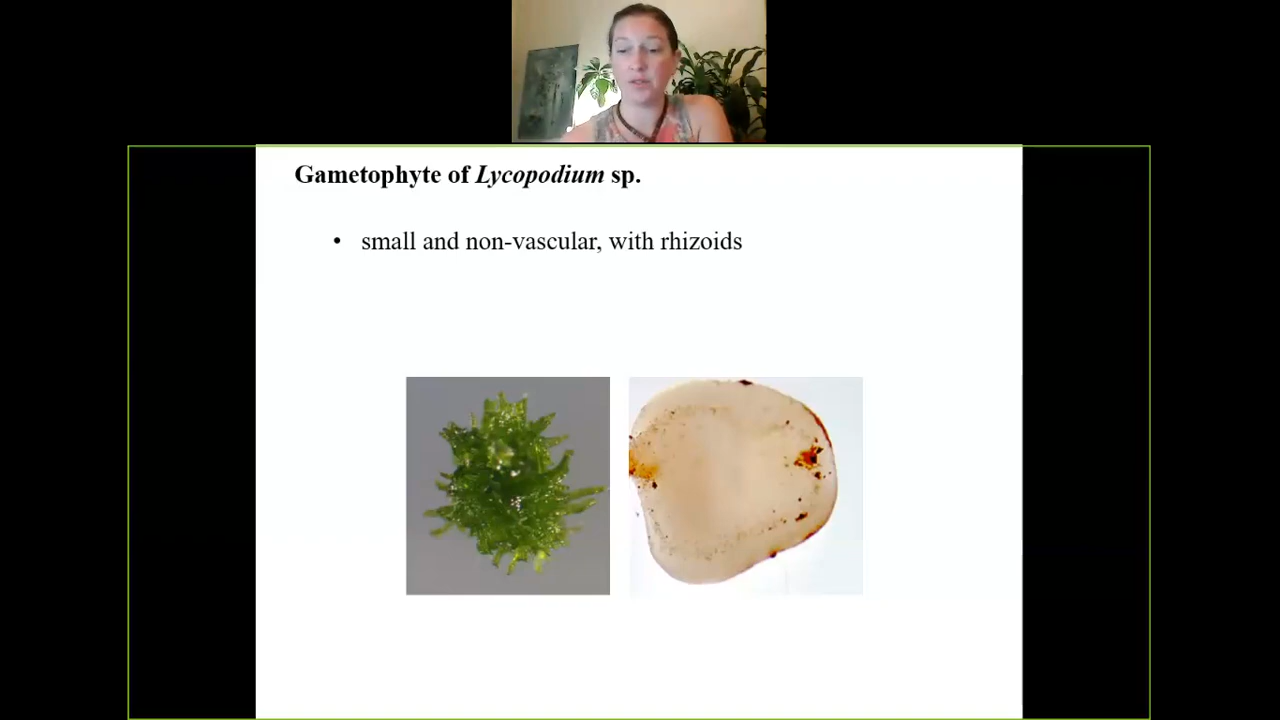 Gametophyte of Lycopodium sp.
• small and non-vascular, with rhizoids